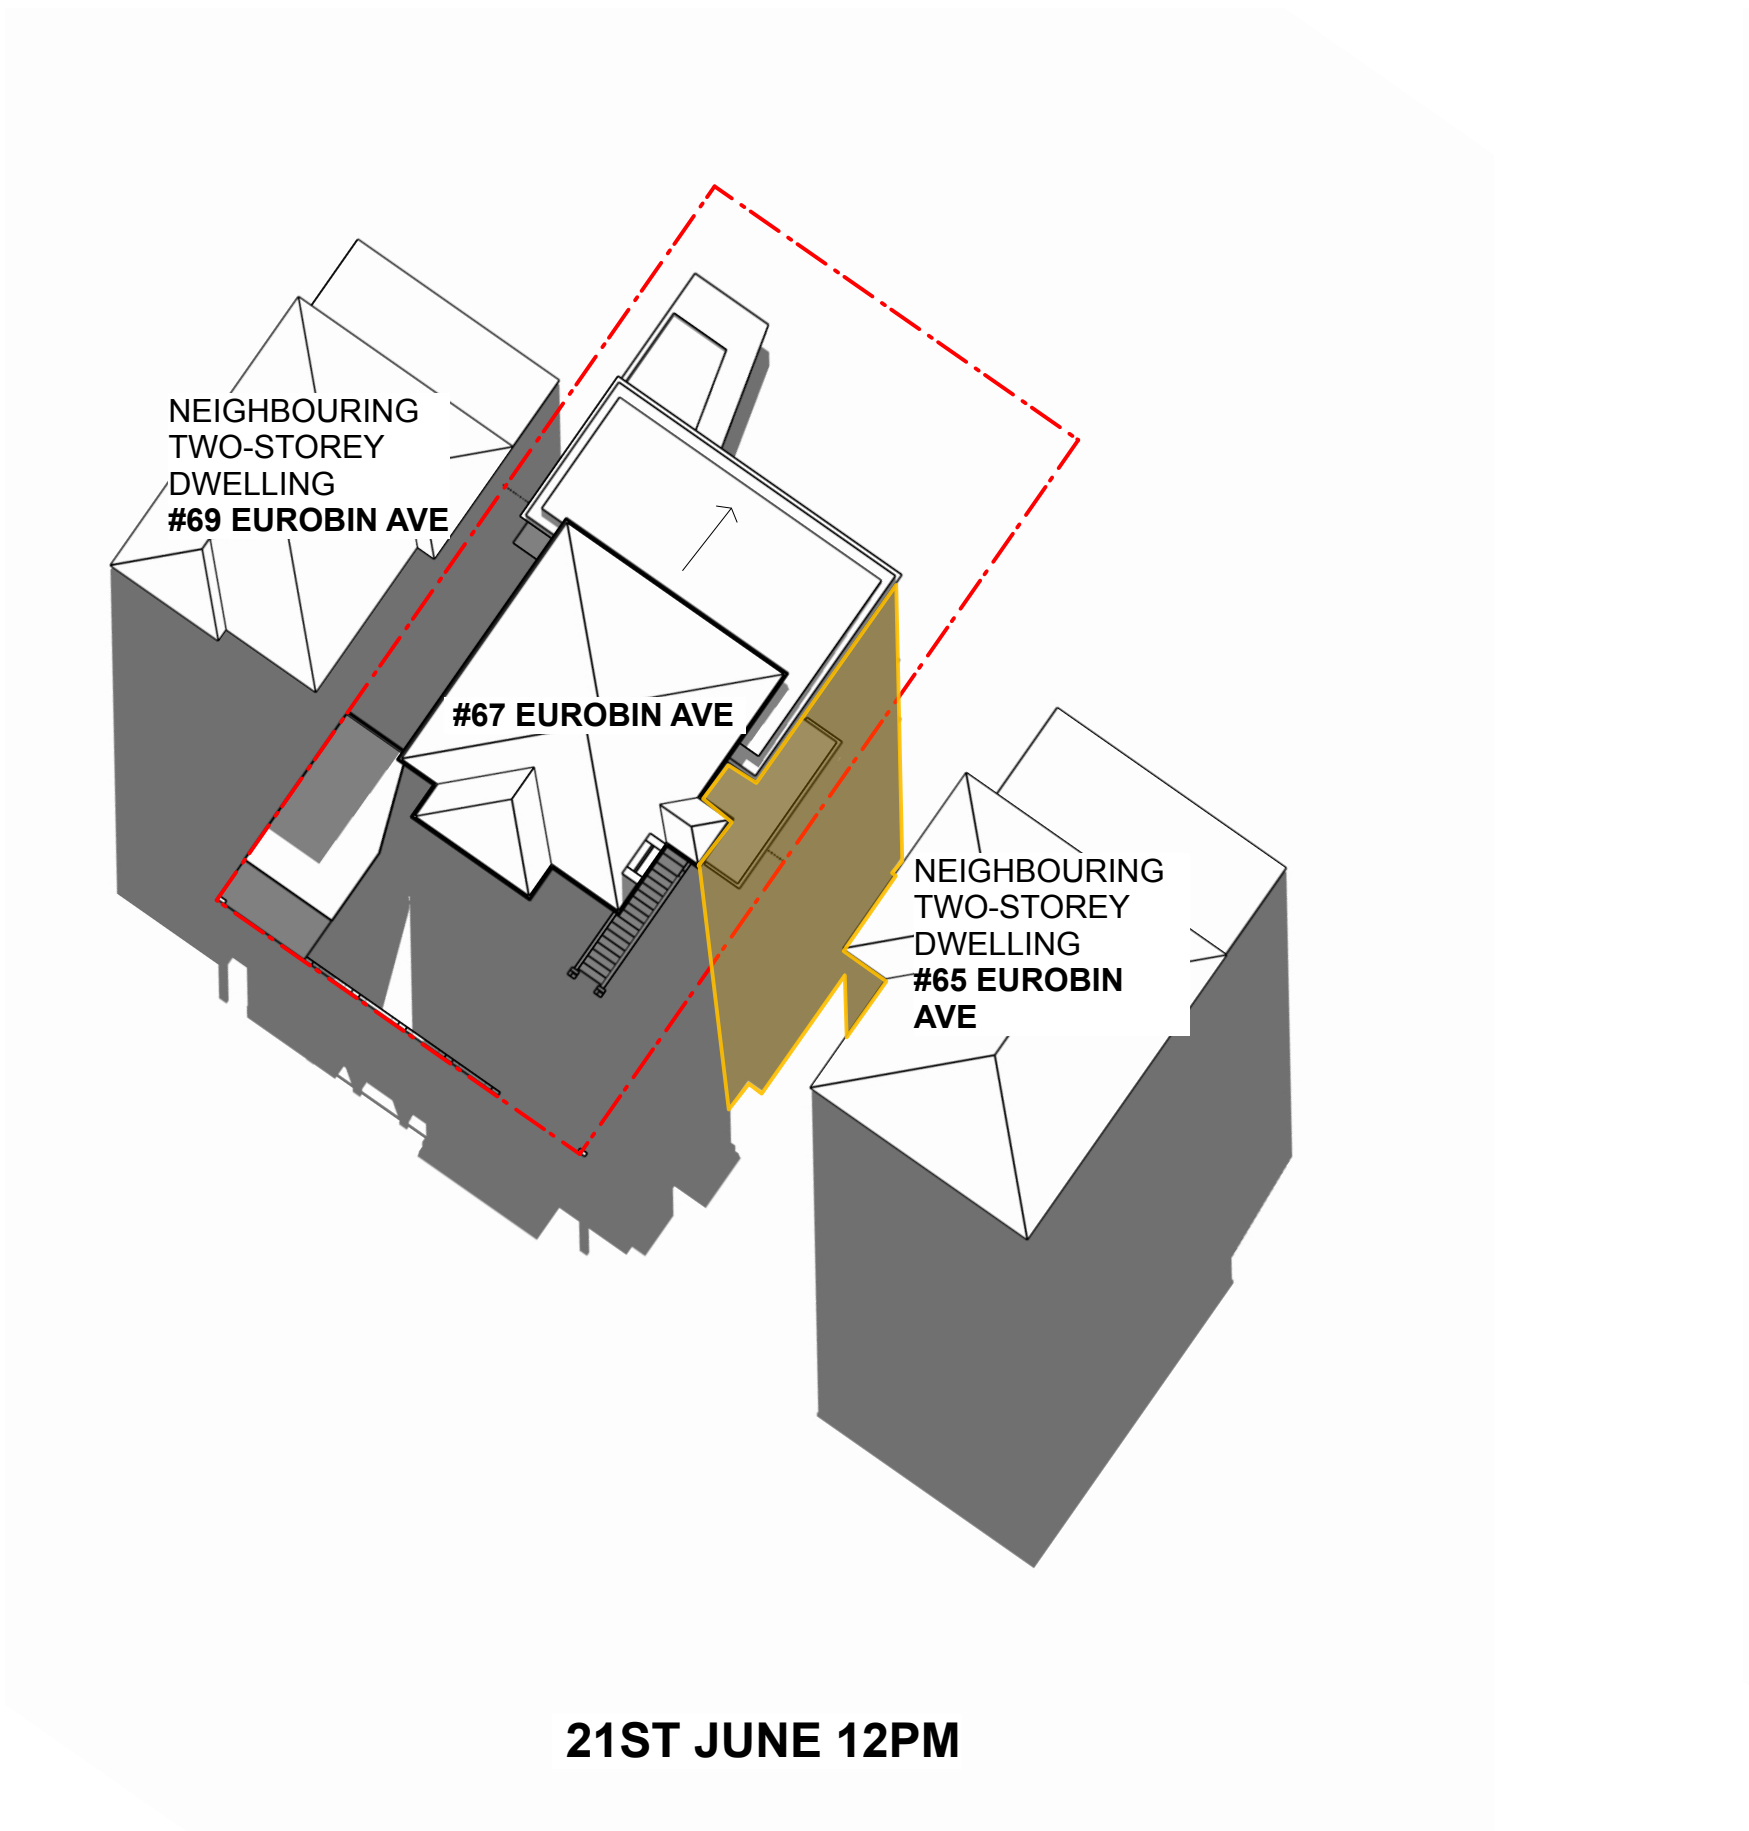 NEIGHBOURING
TWO-STOREY
DWELLING
#69 EUROBIN AVE
#67 EUROBIN AVE
NEIGHBOURING
TWO-STOREY
DWELLING
#65 EUROBIN
AVE
21ST JUNE 12PM